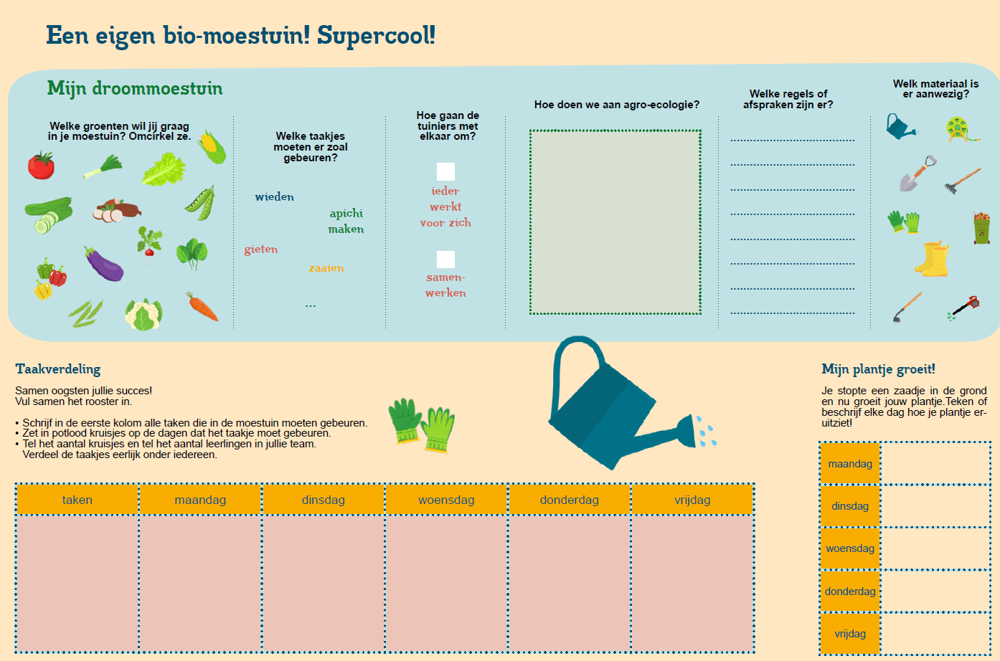 Een eigen bio-moestuin! Supercool!
Mijn droommoestuin
Welke groenten wil jij graag
in je moestuin? Omcirkel ze.
Welke taakjes
moeten er zoal
gebeuren?
wieden
apichi
maken
gieten
zaaien
...
Hoe gaan de
tuiniers met
elkaar om?
ieder
werkt
voor zich
samen-
werken
Hoe doen we aan agro-ecologie?
Welke regels of
afspraken zijn er?
Welk materiaal is
er aanwezig?
Taakverdeling
Samen oogsten jullie succes!
Vul samen het rooster in.
• Schrijf in de eerste kolom alle taken die in de moestuin moeten gebeuren.
• Zet in potlood kruisjes op de dagen dat het taakje moet gebeuren.
• Tel het aantal kruisjes en tel het aantal leerlingen in jullie team.
Verdeel de taakjes eerlijk onder iedereen.
taken maandag dinsdag woensdag donderdag vrijdag
Mijn plantje groeit!
Je stopte een zaadje in de grond
en nu groeit jouw plantje.Teken of
beschrijf elke dag hoe je plantje er-
uitziet!
maandag
dinsdag
woensdag
donderdag
vrijdag